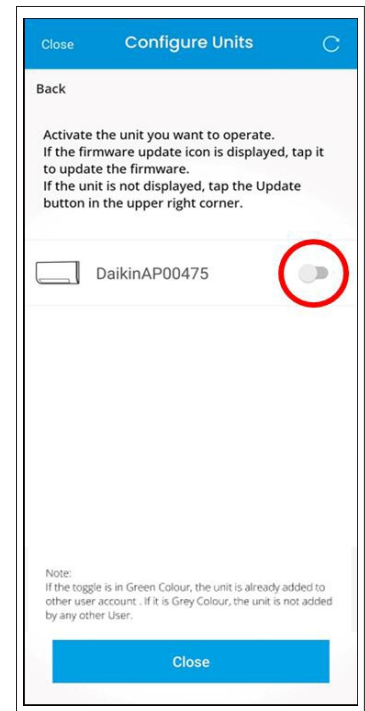 Close Configure Units
Back
Activate the unit you want to operate.
If the firmware update icon is displayed, tap it
to update the firmware.
If the unit is not displayed, tap the Update
button in the upper right corner.
DaikinAP00475
Note:
If the toggle is in Green Colour, the unit is already added to
other user account . If it is Grey Colour, the unit is not added
by any other User.
Close